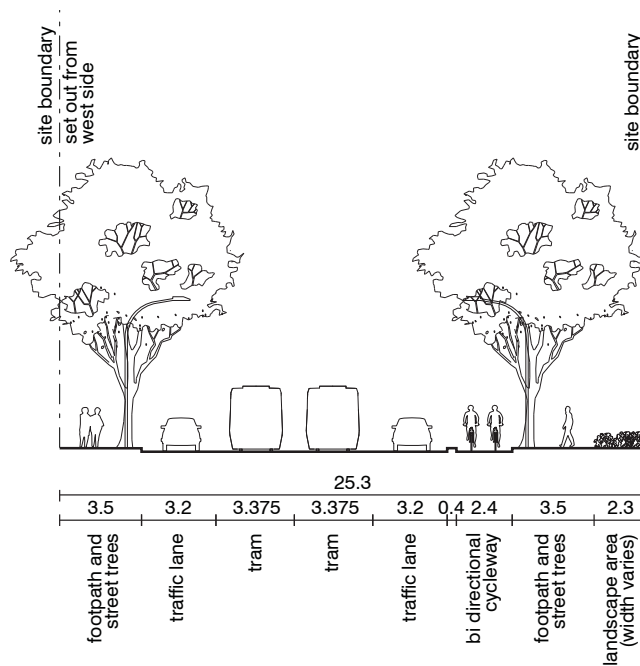 site boundary
set out from
west side
site boundary
25.3
3.5 3.2 3.375 3.375 3.2 0.4 2.4 3.5 2.3
footpath and
street trees
traffic lane
tram
tram
traffic lane
bi directional
cycleway
footpath and
street trees
landscape area
(width varies)